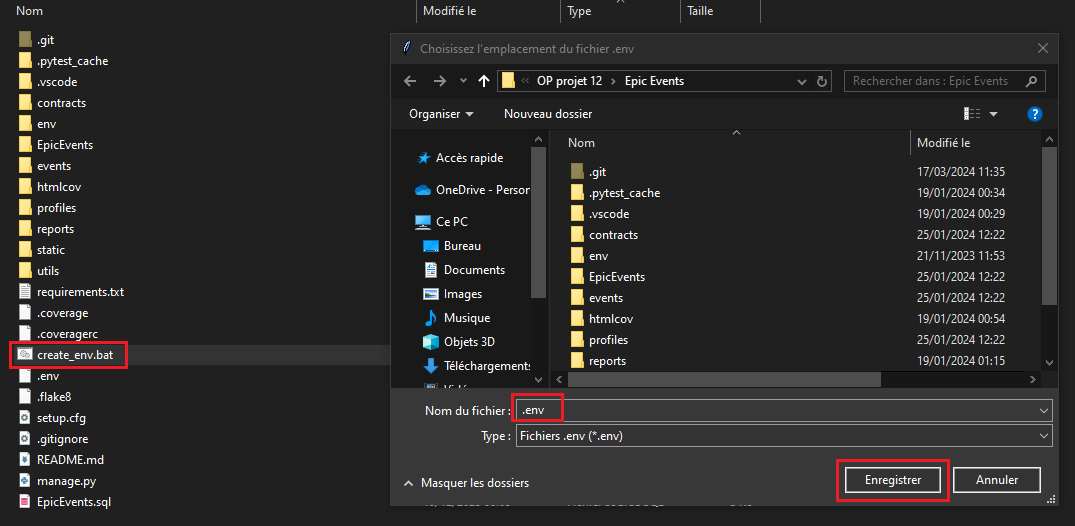 Nom Modifié le Type Taille
.git
.pytest_cache
.vscode
contracts
env
EpicEvents
events
htmlcov
profiles
reports
static
utils
requirements.txt
.coverage
.coveragerc
create_env.bat
.env
.flake8
setup.cfg
.gitignore
README.md
manage.py
EpicEvents.sql
Choisissez l'emplacement du fichier .env
« OP projet 12 > Epic Events
Rechercher dans : Epic Events
Organiser Nouveau dossier
Accès rapide
OneDrive - Person
Ce PC
Bureau
Documents
Images
Musique
Objets 3D
Téléchargements
Nom Modifié le
.git 17/03/2024 11:35
.pytest_cache 19/01/2024 00:34
.vscode 19/01/2024 00:29
contracts 25/01/2024 12:22
env 21/11/2023 11:53
EpicEvents 25/01/2024 12:22
events 25/01/2024 12:22
htmlcov 19/01/2024 00:54
profiles 25/01/2024 12:22
reports 19/01/2024 01:15
Nom du fichier : .env
Type : Fichiers .env (*.env)
Masquer les dossiers Enregistrer Annuler